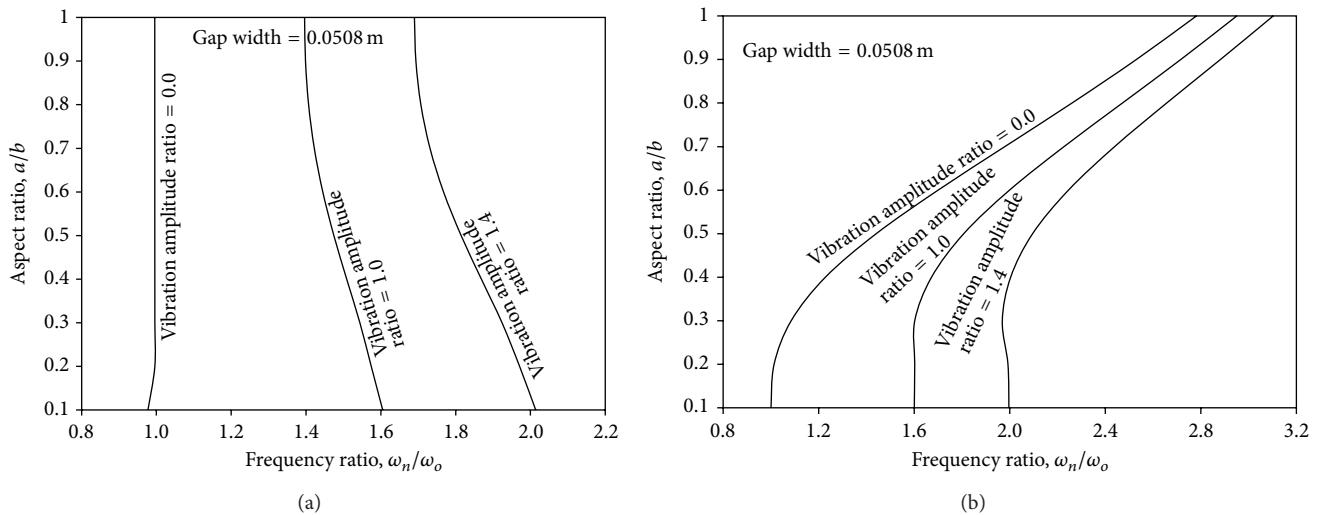 1
0.9
0.8
0.7
0.6
0.5
0.4
0.3
0.2
0.1
Aspect ratio, a/b
Gap width = 0.0508 m
Vibration amplitude ratio = 0.0
Vibration amplitude
ratio = 1.0
Vibration amplitude
ratio = 1.4
0.8
1.0
1.2
1.4
1.6
1.8
2.0
2.2
Frequency ratio, ωn/ωo
(a)
1
0.9
0.8
0.7
0.6
0.5
0.4
0.3
0.2
0.1
Aspect ratio, a/b
Gap width = 0.0508 m
Vibration amplitude ratio = 0.0
Vibration amplitude
ratio = 1.0
Vibration amplitude
ratio = 1.4
0.8
1.2
1.6
2.0
2.4
2.8
3.2
Frequency ratio, ωn/ωo
(b)